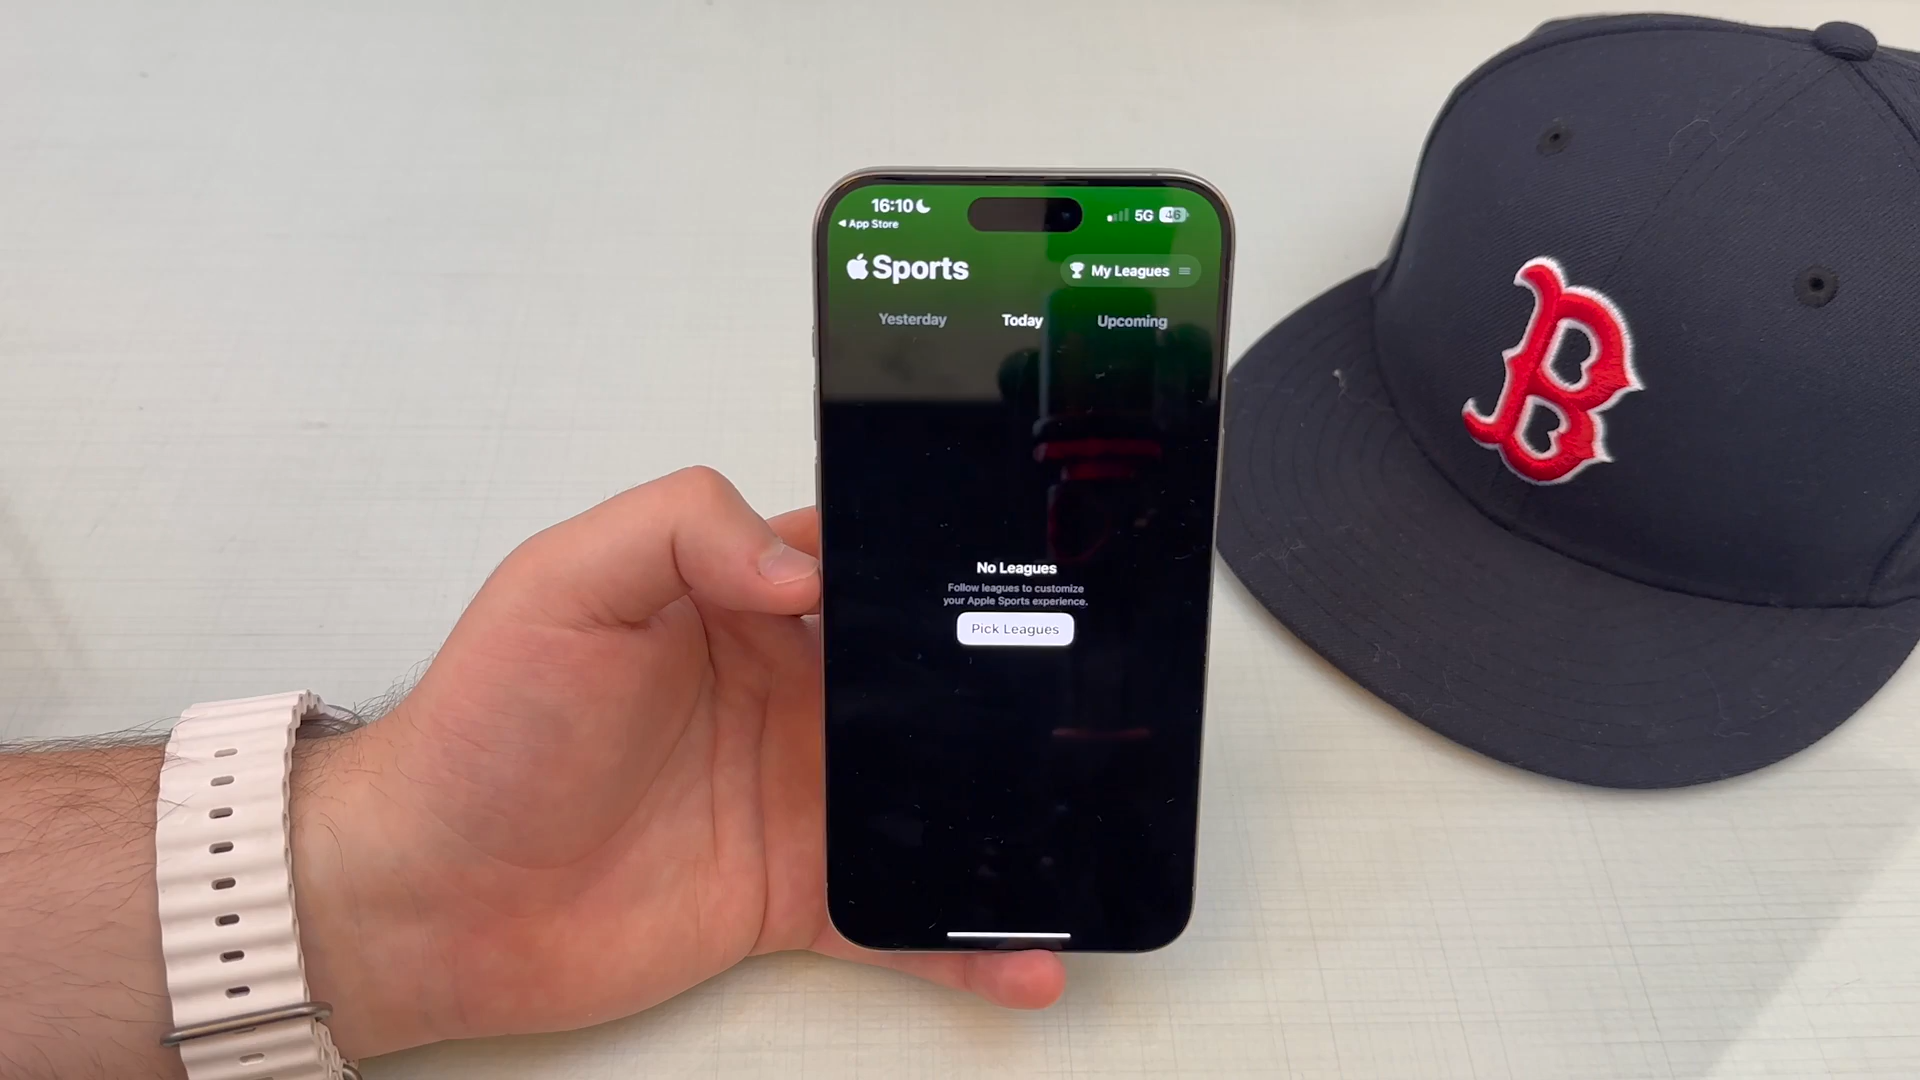 16:10
5G 46
App Store
Sports
My Leagues
Yesterday Today Upcoming
No Leagues
Follow leagues to customize
your Apple Sports experience.
Pick Leagues
B